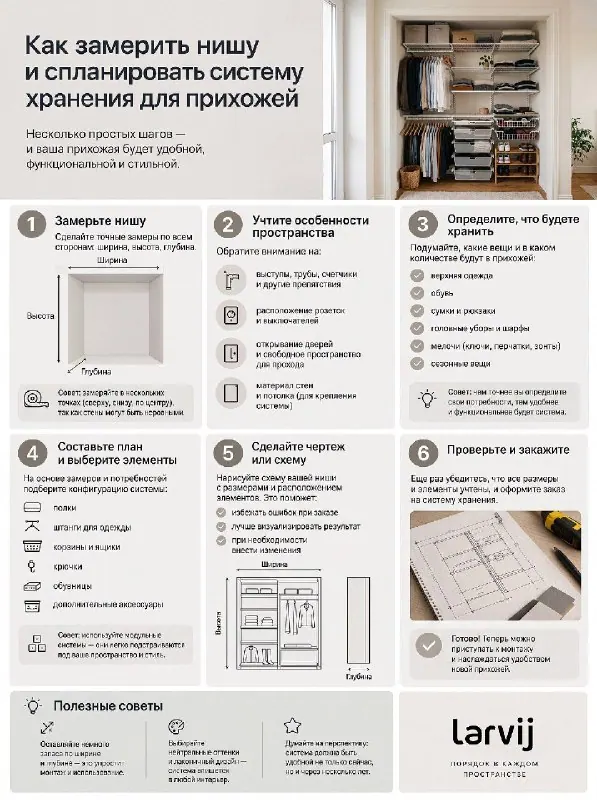 Как замерить нишу
и спланировать систему
хранения для прихожей
Несколько простых шагов —
и ваша прихожая будет удобной,
функциональной и стильной.
1
Замерьте нишу
Сделайте точные замеры по всем
сторонам: ширина, высота, глубина.
Ширина
Высота
Глубина
Совет: замеряйте в нескольких
точках (сверху, снизу, по центру),
так как стены могут быть неровными.
2
Учтите особенности
пространства
Обратите внимание на:
выступы, трубы, счетчики
и другие препятствия
расположение розеток
и выключателей
открывание дверей
и свободное пространство
для прохода
материал стен
и потолка (для крепления
системы)
3
Определите, что будете
хранить
Подумайте, какие вещи и в каком
количестве будут в прихожей:
верхняя одежда
обувь
сумки и рюкзаки
головные уборы и шарфы
мелочи (ключи, перчатки, зонты)
сезонные вещи
Совет: чем точнее вы определите
свои потребности, тем удобнее
и функциональнее будет система.
4
Составьте план
и выберите элементы
На основе замеров и потребностей
подберите конфигурацию системы:
полки
штанги для одежды
корзины и ящики
крючки
обувницы
дополнительные аксессуары
Совет: используйте модульные
системы — они легко подстраиваются
под ваше пространство и стиль.
5
Сделайте чертеж
или схему
Нарисуйте схему вашей ниши
с размерами и расположением
элементов. Это поможет:
избежать ошибок при заказе
лучше визуализировать результат
при необходимости
внести изменения
Ширина
Высота
Глубина
6
Проверьте и закажите
Еще раз убедитесь, что все размеры
и элементы учтены, и оформите заказ
на систему хранения.
Готово! Теперь можно
приступать к монтажу
и наслаждаться удобством
новой прихожей.
Полезные советы
Оставляйте немного
запаса по ширине
и глубине — это упростит
монтаж и использование.
Выбирайте
нейтральные оттенки
и лаконичный дизайн —
система впишется
в любой интерьер.
Думайте на перспективу:
система должна быть
удобной не только сейчас,
но и через несколько лет.
larvij
ПОРЯДОК В КАЖДОМ
ПРОСТРАНСТВЕ